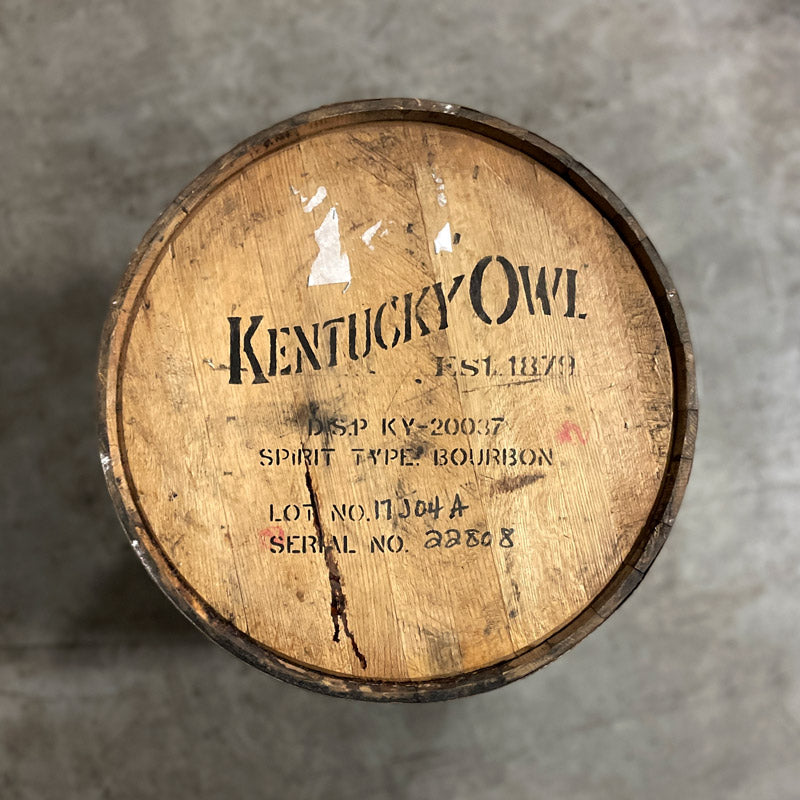 KENTUCKY OWL
EST. 1879
D.S.P KY-20037
SPIRIT TYPE: BOURBON
LOT NO. 17J04A
SERIAL NO. 22808